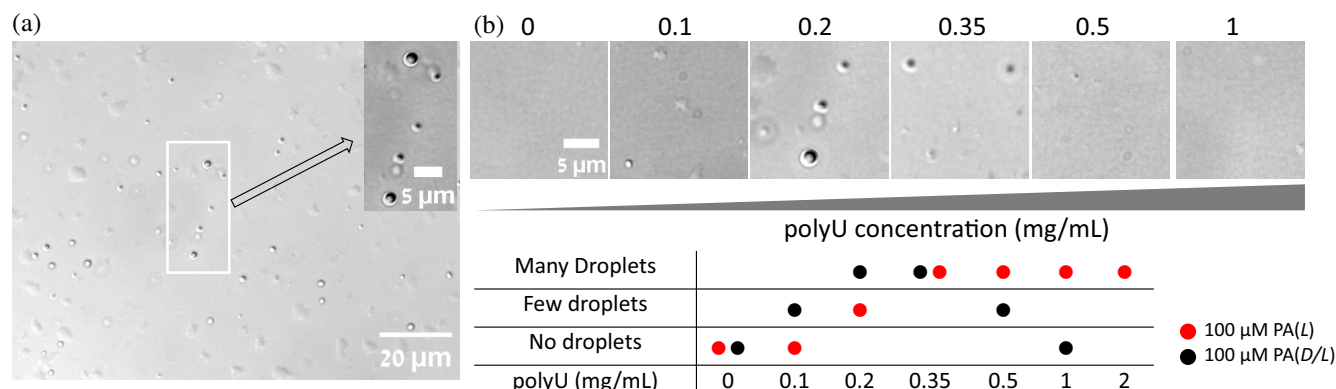 (a)
5 μm
20 μm
(b)
0 0.1 0.2 0.35 0.5 1
5 μm
polyU concentration (mg/mL)
Many Droplets
Few droplets
No droplets
polyU (mg/mL) 0 0.1 0.2 0.35 0.5 1 2
100 μM PA(L)
100 μM PA(D/L)